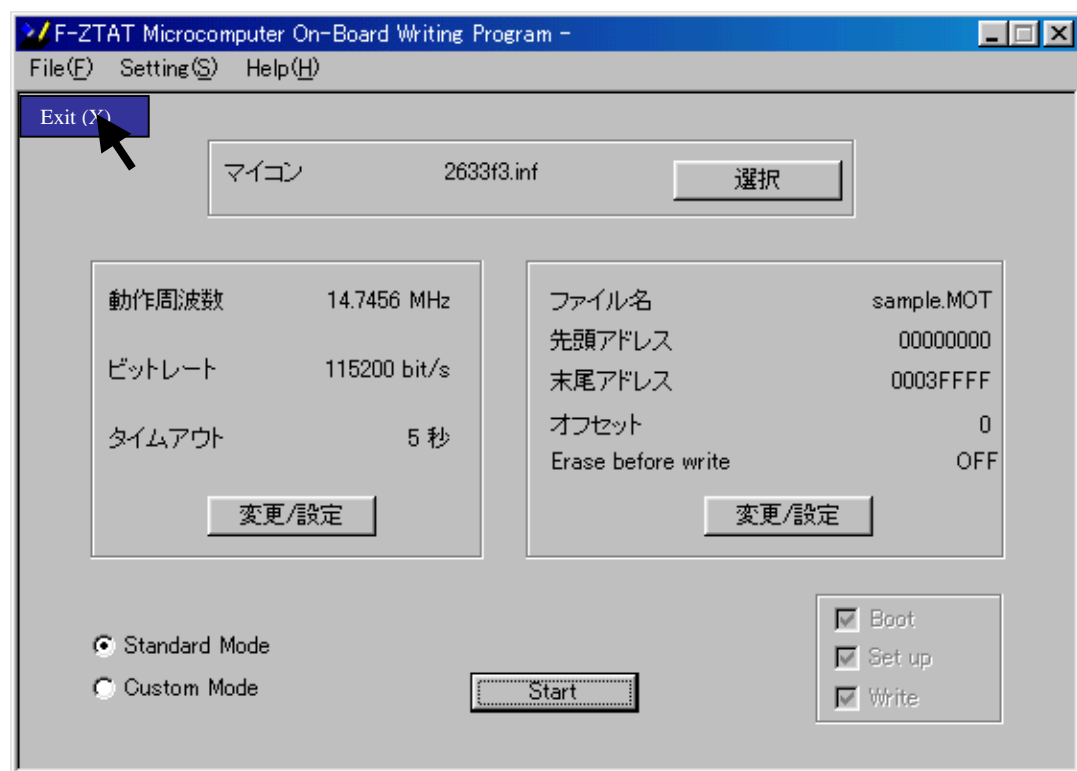 F-ZTAT Microcomputer On-Board Writing Program -
File(F) Setting(S) Help(H)
Exit (X)
マイコン 2633f3.inf 選択
動作周波数 14.7456 MHz
ビットレート 115200 bit/s
タイムアウト 5 秒
変更/設定
ファイル名 sample.MOT
先頭アドレス 00000000
末尾アドレス 0003FFFF
オフセット 0
Erase before write OFF
変更/設定
Standard Mode
Custom Mode
Start
Boot
Set up
Write